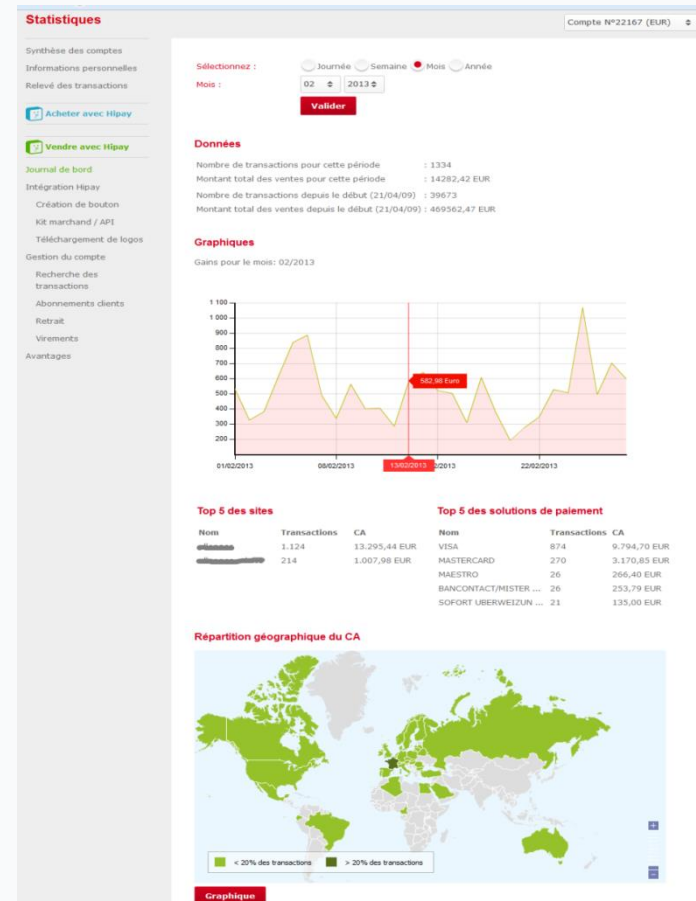 Statistiques
Compte N°22167 (EUR)
Synthèse des comptes
Informations personnelles
Relevé des transactions
Acheter avec Hipay
Vendre avec Hipay
Journal de bord
Intégration Hipay
Création de bouton
Kit marchand / API
Téléchargement de logos
Gestion du compte
Recherche des
transactions
Abonnements clients
Retrait
Virements
Avantages
Sélectionnez :
Journée Semaine Mois Année
Mois :
02 2013
Valider
Données
Nombre de transactions pour cette période : 1334
Montant total des ventes pour cette période : 14282,42 EUR
Nombre de transactions depuis le début (21/04/09) : 39673
Montant total des ventes depuis le début (21/04/09) : 469562,47 EUR
Graphiques
Gains pour le mois: 02/2013
1 100
1 000
900
800
700
600
500
400
300
200
582,98 Euro
01/02/2013 08/02/2013 13/02/2013 2/2013 22/02/2013
Top 5 des sites
Nom Transactions CA
1.124 13.295,44 EUR
214 1.007,98 EUR
Top 5 des solutions de paiement
Nom Transactions CA
VISA 874 9.794,70 EUR
MASTERCARD 270 3.170,85 EUR
MAESTRO 26 266,40 EUR
BANCONTACT/MISTER ... 26 253,79 EUR
SOFORT UBERWEIZUN ... 21 135,00 EUR
Répartition géographique du CA
< 20% des transactions > 20% des transactions
Graphique